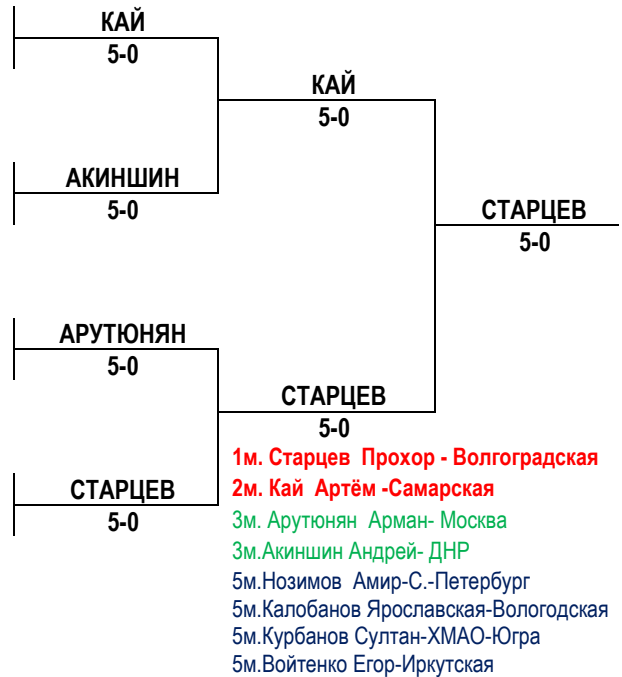 КАЙ
5-0
КАЙ
5-0
АКИНШИН
5-0
СТАРЦЕВ
5-0
АРУТЮНЯН
5-0
СТАРЦЕВ
5-0
СТАРЦЕВ
5-0
1м. Старцев Прохор - Волгоградская
2м. Кай Артём -Самарская
3м. Арутюнян Арман- Москва
3м.Акиншин Андрей- ДНР
5м.Нозимов Амир-С.-Петербург
5м.Калобанов Ярославская-Вологодская
5м.Курбанов Султан-ХМАО-Югра
5м.Войтенко Егор-Иркутская